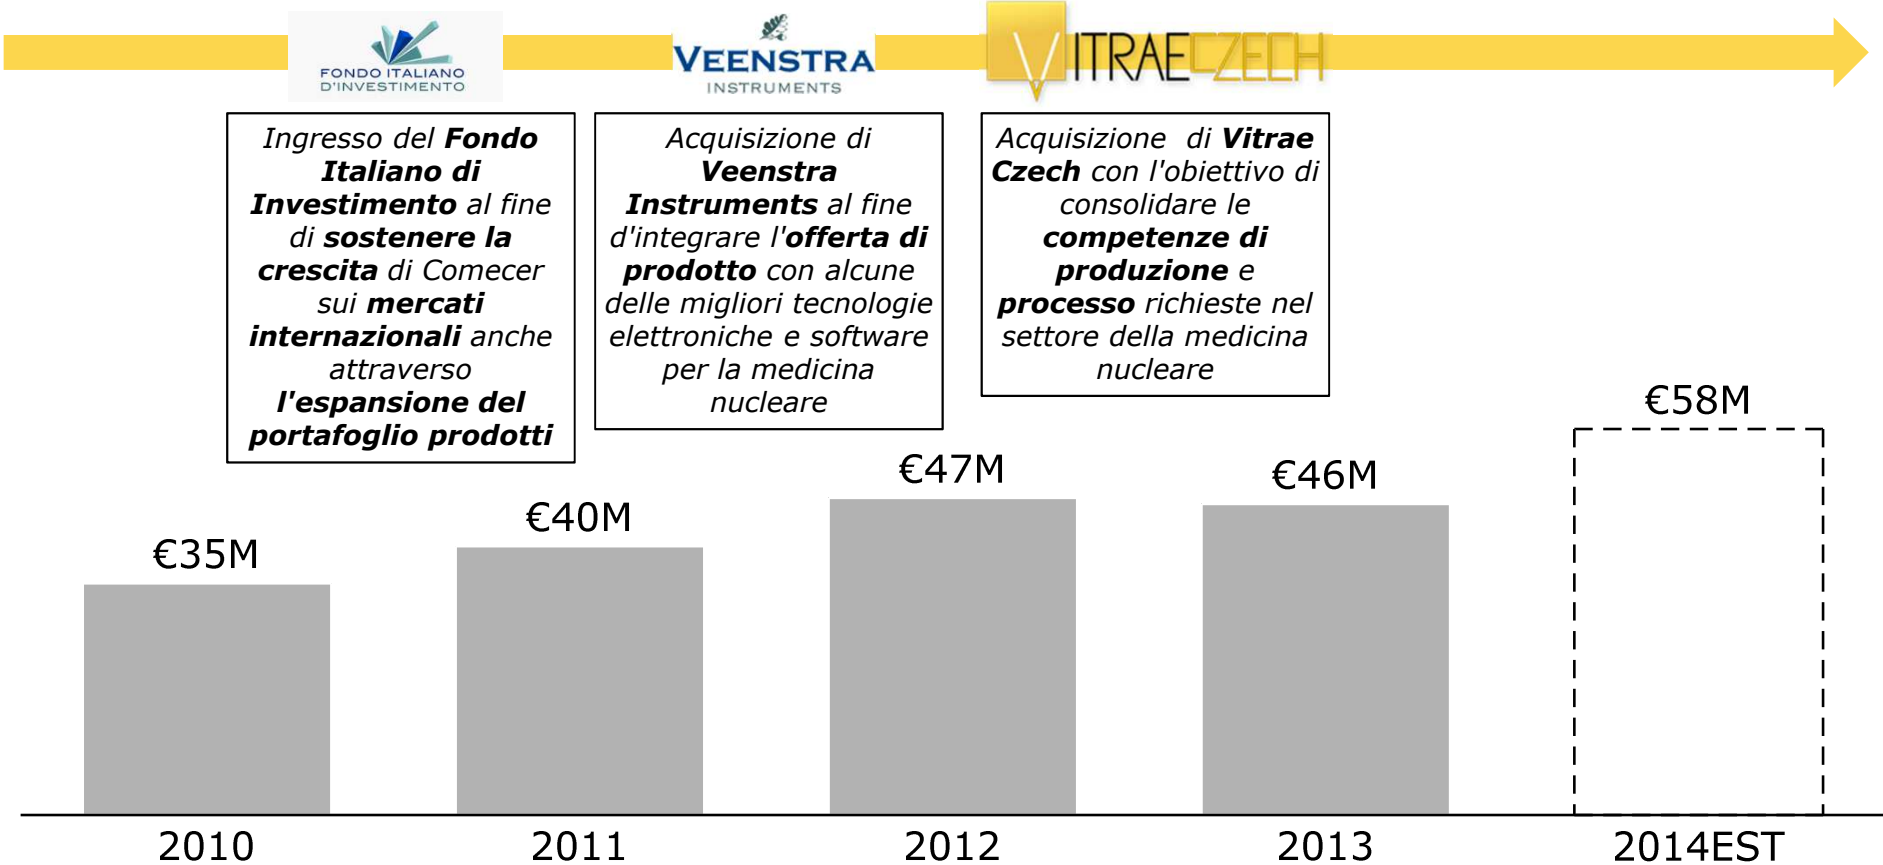 FONDO ITALIANO
D'INVESTIMENTO
VEENSTRA
INSTRUMENTS
VITRAECZECH
Ingresso del Fondo
Italiano di
Investimento al fine
di sostenere la
crescita di Comecer
sui mercati
internazionali anche
attraverso
l'espansione del
portafoglio prodotti
Acquisizione di
Veenstra
Instruments al fine
d'integrare l'offerta di
prodotto con alcune
delle migliori tecnologie
elettroniche e software
per la medicina
nucleare
Acquisizione di Vitrae
Czech con l'obiettivo di
consolidare le
competenze di
produzione e
processo richieste nel
settore della medicina
nucleare
€35M
€40M
€47M
€46M
€58M
2010
2011
2012
2013
2014EST